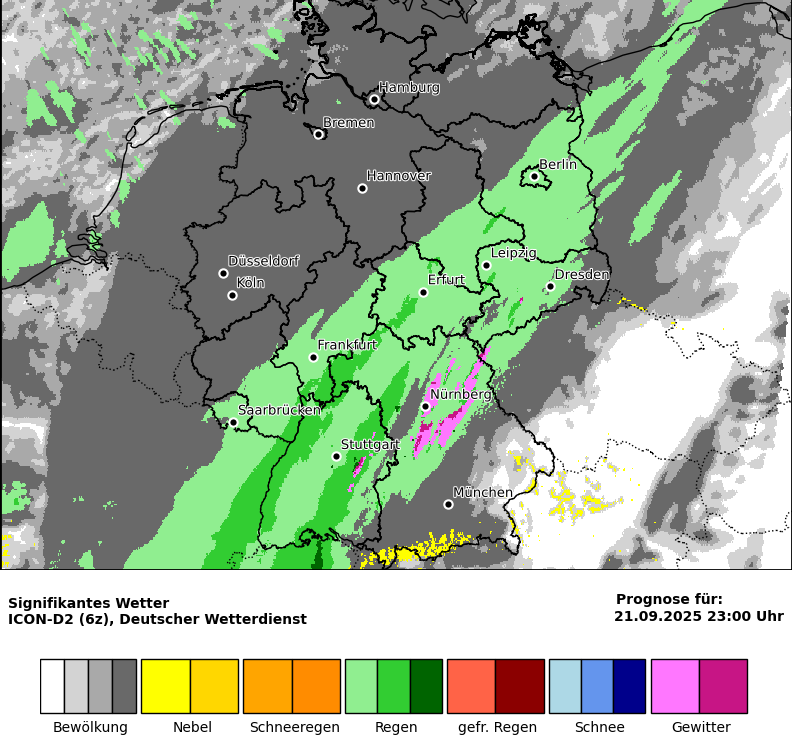 Hamburg
Bremen
Berlin
Hannover
Leipzig
Düsseldorf
Dresden
Köln
Erfurt
Frankfurt
Nürnberg
Saarbrücken
Stuttgart
München
Signifikantes Wetter
ICON-D2 (6z), Deutscher Wetterdienst
Prognose für:
21.09.2025 23:00 Uhr
Bewölkung
Nebel
Schneeregen
Regen
gefr. Regen
Schnee
Gewitter